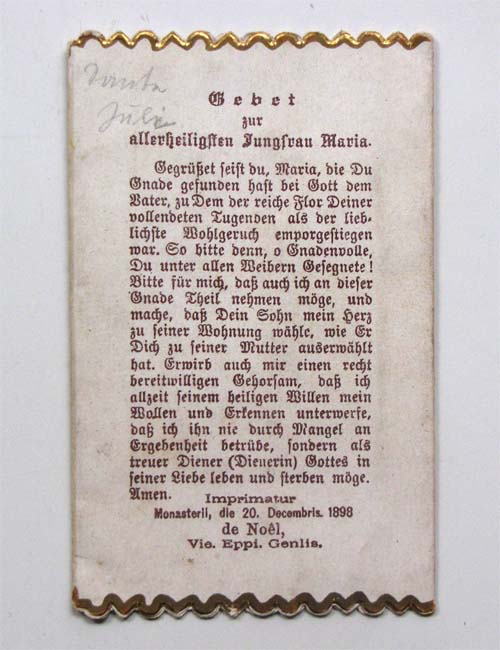 Tante
Juli
Gebet
zur
allerheiligsten Jungfrau Maria.
Gegrüßet seist du, Maria, die Du
Gnade gefunden hast bei Gott dem
Vater, zu Dem der reiche Flor Deiner
vollendeten Tugenden als der lieb-
lichste Wohlgeruch emporgestiegen
war. So bitte denn, o Gnadenvolle,
Du unter allen Weibern Gesegnete!
Bitte für mich, daß auch ich an dieser
Gnade Theil nehmen möge, und
mache, daß Dein Sohn mein Herz
zu seiner Wohnung wähle, wie Er
Dich zu seiner Mutter auserwählt
hat. Erwirb auch mir einen recht
bereitwilligen Gehorsam, daß ich
allzeit seinem heiligen Willen mein
Wollen und Erkennen unterwerfe,
daß ich ihn nie durch Mangel an
Ergebenheit betrübe, sondern als
treuer Diener (Dienerin) Gottes in
seiner Liebe leben und sterben möge.
Amen.
Imprimatur
Monasterii, die 20. Decembris. 1898
de Noël,
Vic. Eppi. Genlis.